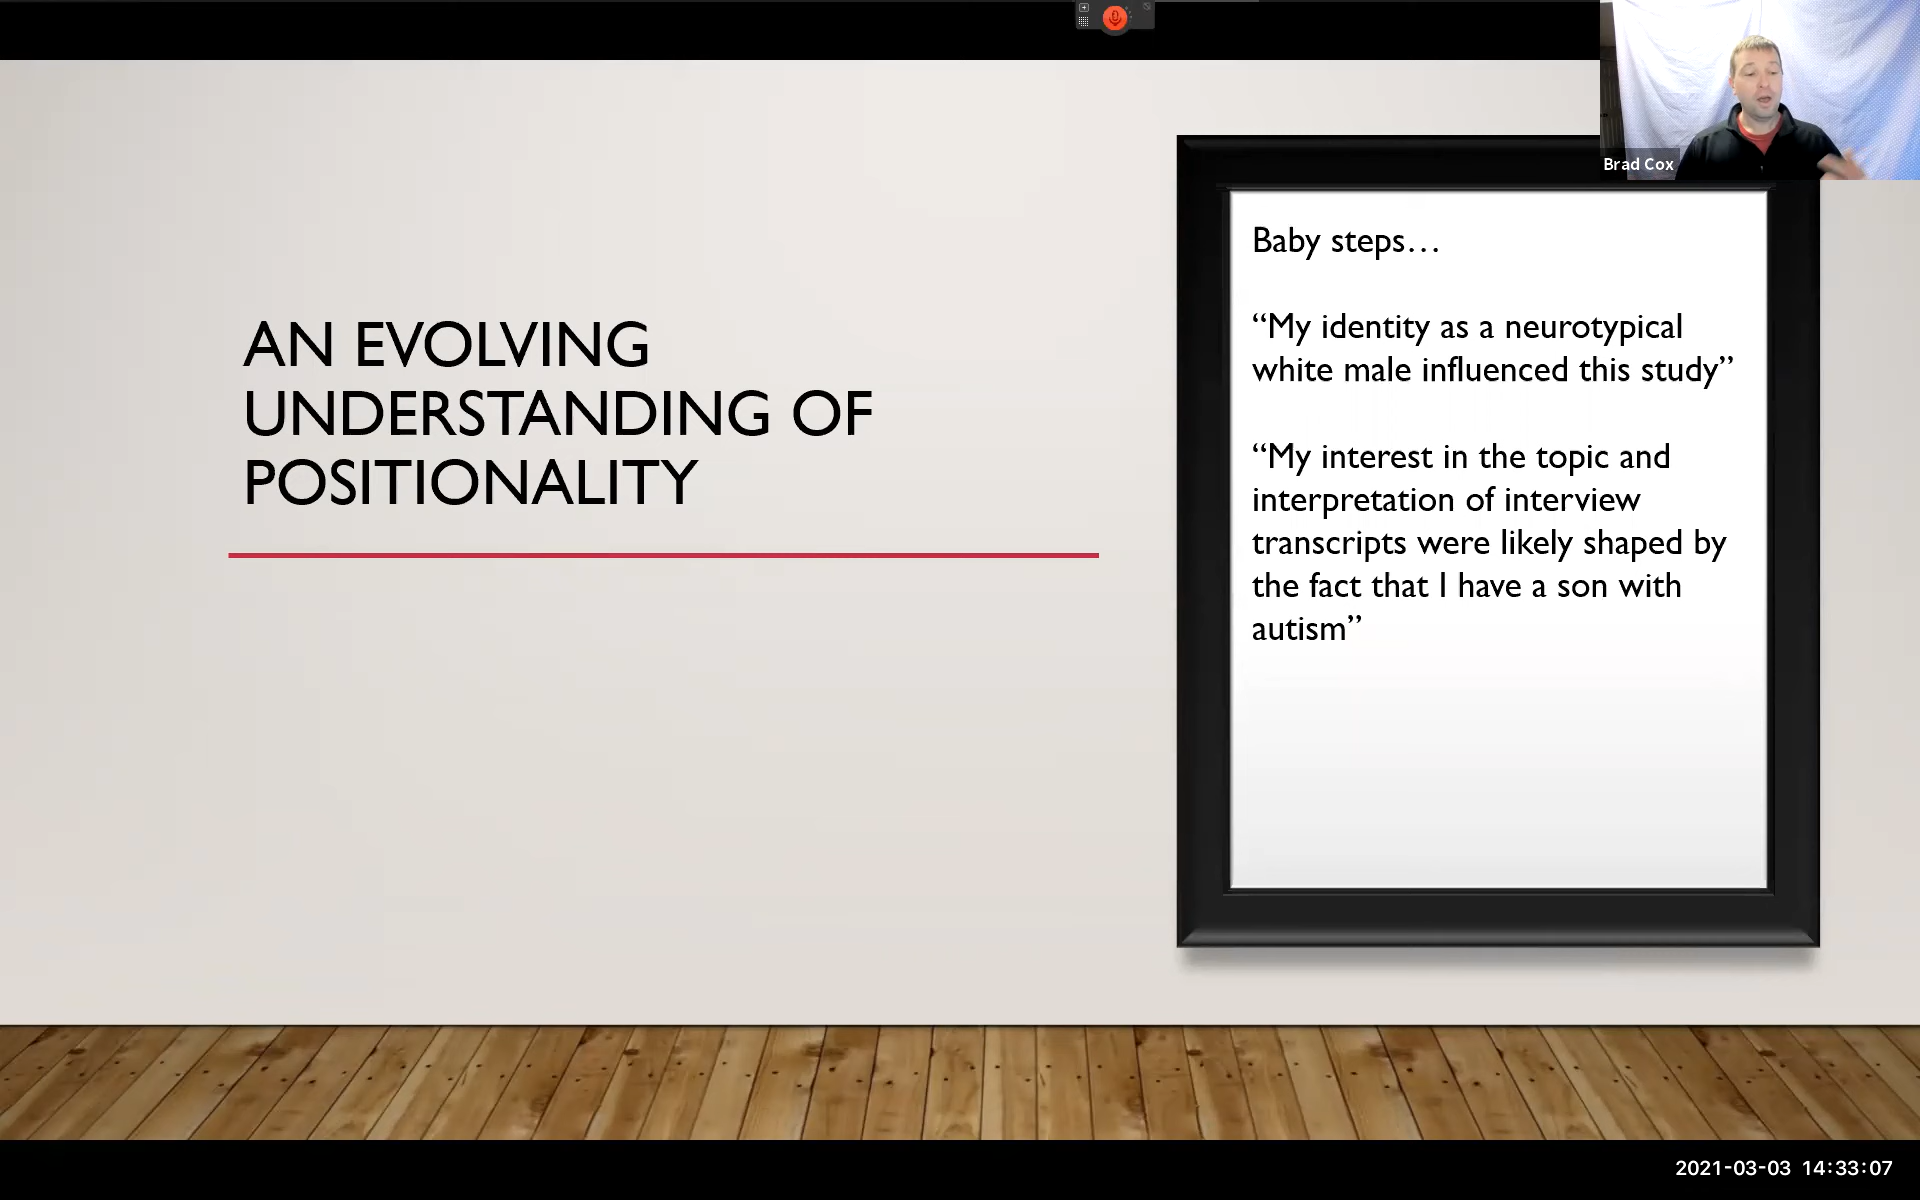 Brad Cox
AN EVOLVING
UNDERSTANDING OF
POSITIONALITY
Baby steps…
“My identity as a neurotypical
white male influenced this study”
“My interest in the topic and
interpretation of interview
transcripts were likely shaped by
the fact that I have a son with
autism”
2021-03-03 14:33:07